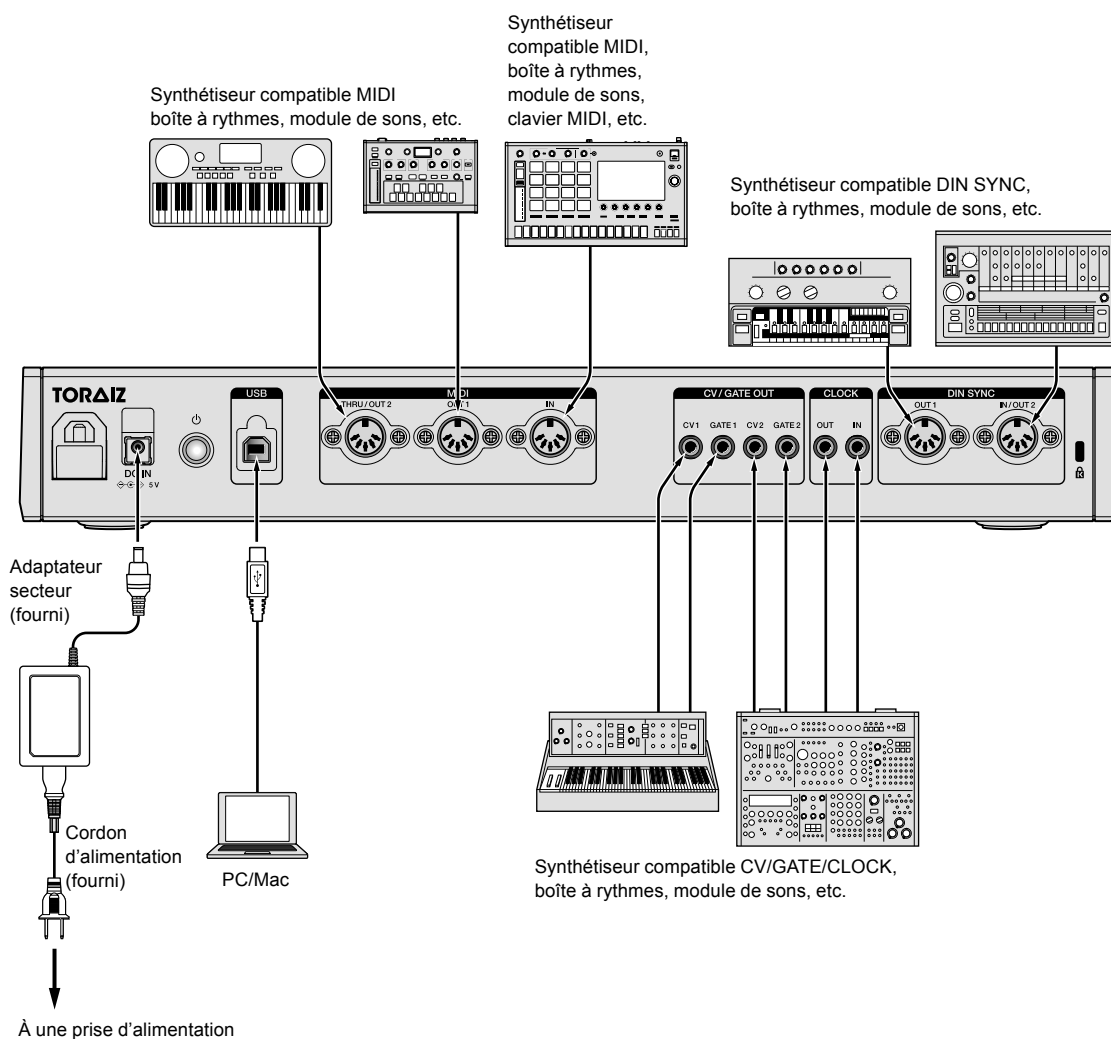 Synthétiseur
compatible MIDI,
boîte à rythmes,
module de sons,
clavier MIDI, etc.
Synthétiseur compatible MIDI
boîte à rythmes, module de sons, etc.
Synthétiseur compatible DIN SYNC,
boîte à rythmes, module de sons, etc.
TORAIZ
USB
MIDI
CV / GATE OUT
CLOCK
DIN SYNC
THRU / OUT 2
OUT 1
IN
CV 1
GATE 1
CV 2
GATE 2
OUT
IN
OUT 1
IN / OUT 2
DC IN
5 V
Adaptateur
secteur
(fourni)
Cordon
d’alimentation
(fourni)
PC/Mac
Synthétiseur compatible CV/GATE/CLOCK,
boîte à rythmes, module de sons, etc.
À une prise d’alimentation